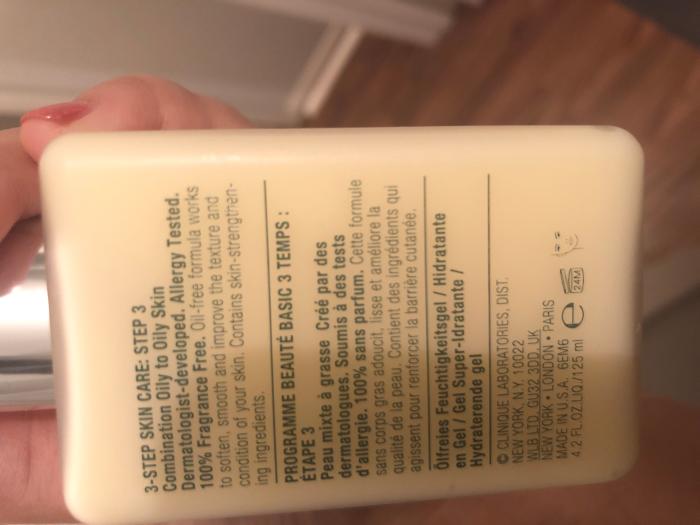 3-STEP SKIN CARE: STEP 3
Combination Oily to Oily Skin
Dermatologist-developed. Allergy Tested.
100% Fragrance Free. Oil-free formula works
to soften, smooth and improve the texture and
condition of your skin. Contains skin-strengthen-
ing ingredients.
PROGRAMME BEAUTÉ BASIC 3 TEMPS :
ÉTAPE 3
Peau mixte à grasse Créé par des
dermatologues. Soumis à des tests
d'allergie. 100% sans parfum. Cette formule
sans corps gras adoucit, lisse et améliore la
qualité de la peau. Contient des ingrédients qui
agissent pour renforcer la barrière cutanée.
Ölfreies Feuchtigkeitsgel / Hidratante
en Gel / Gel Super-Idratante /
Hydraterende gel
© CLINIQUE LABORATORIES, DIST.
NEW YORK, N.Y. 10022
WLB LTD, GU32 3DD, UK
NEW YORK • LONDON • PARIS
MADE IN U.S.A. 6EM6
4.2 FL.OZ.LIQ./125 ml e
24M